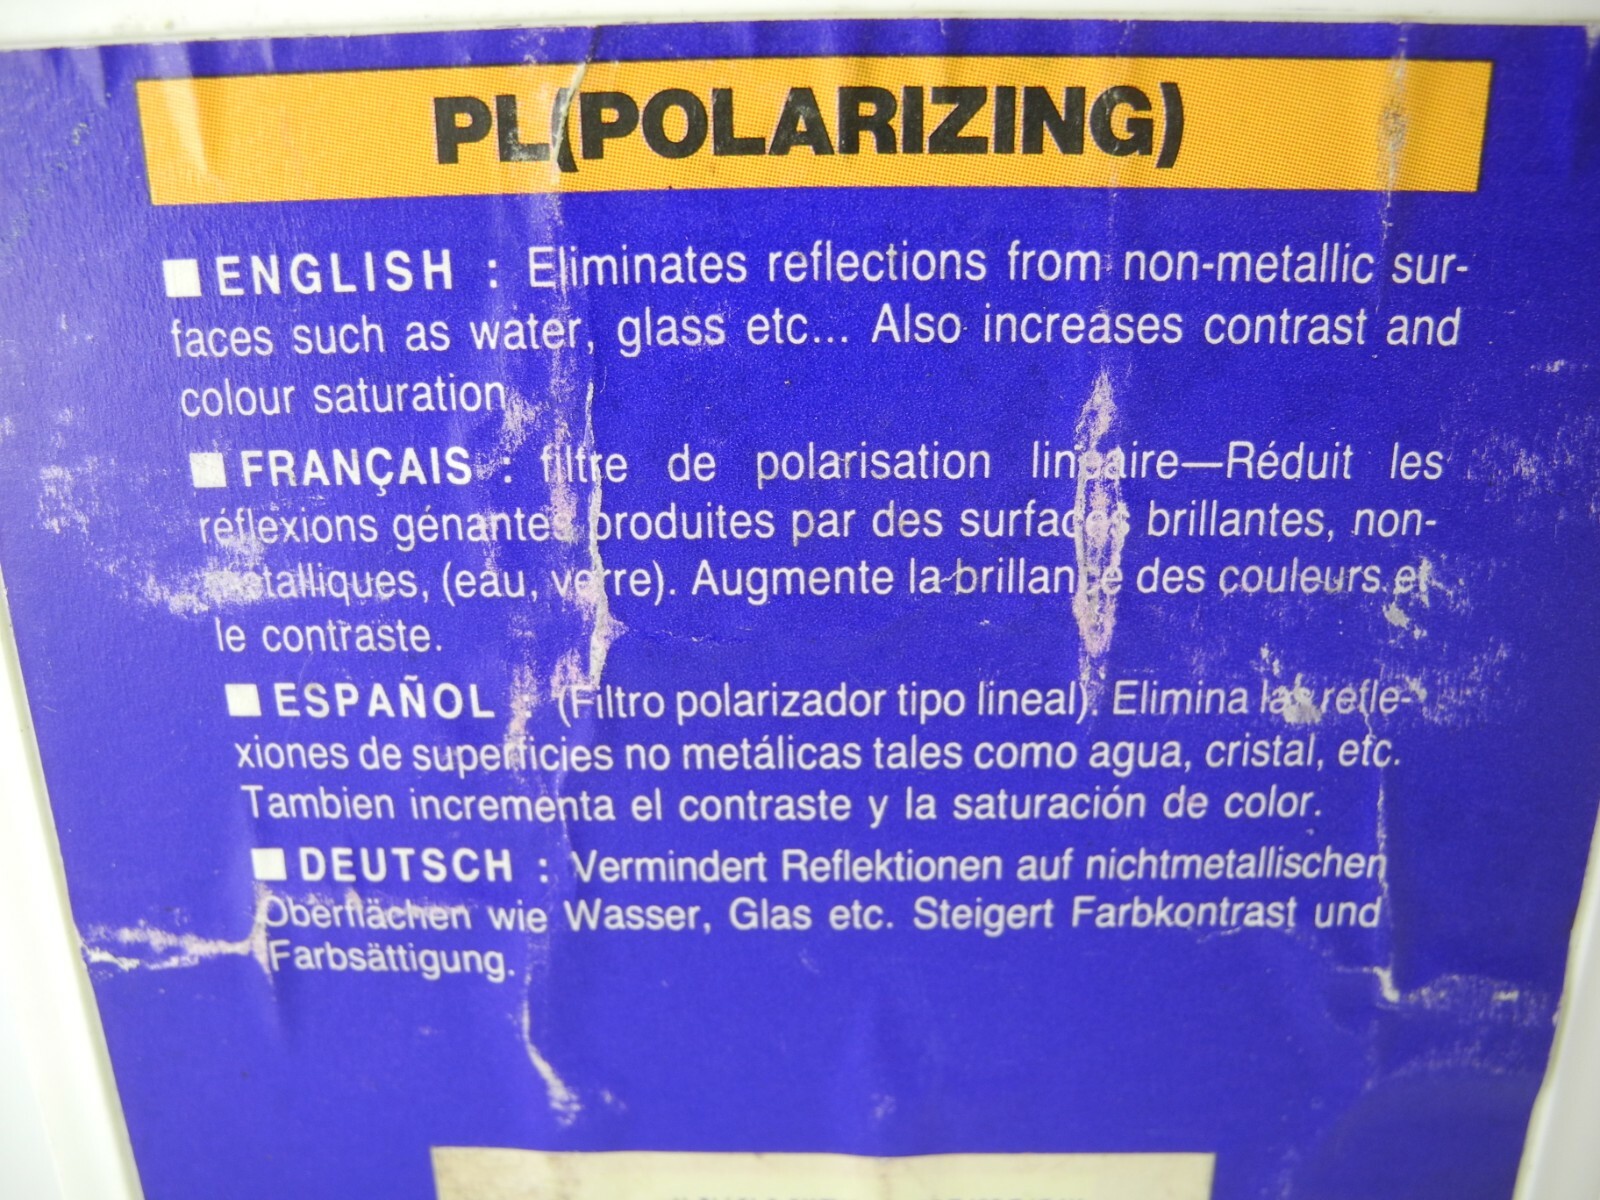 PL(POLARIZING)
■ ENGLISH : Eliminates reflections from non-metallic sur-
faces such as water, glass etc... Also increases contrast and
colour saturation
■ FRANÇAIS : filtre de polarisation linéaire—Réduit les
réflexions génantes produites par des surfaces brillantes, non-
métalliques, (eau, verre). Augmente la brillance des couleurs et
le contraste.
■ ESPAÑOL : (Filtro polarizador tipo lineal). Elimina las refle-
xiones de superficies no metálicas tales como agua, cristal, etc.
Tambien incrementa el contraste y la saturación de color.
■ DEUTSCH : Vermindert Reflektionen auf nichtmetallischen
Oberflächen wie Wasser, Glas etc. Steigert Farbkontrast und
Farbsättigung.